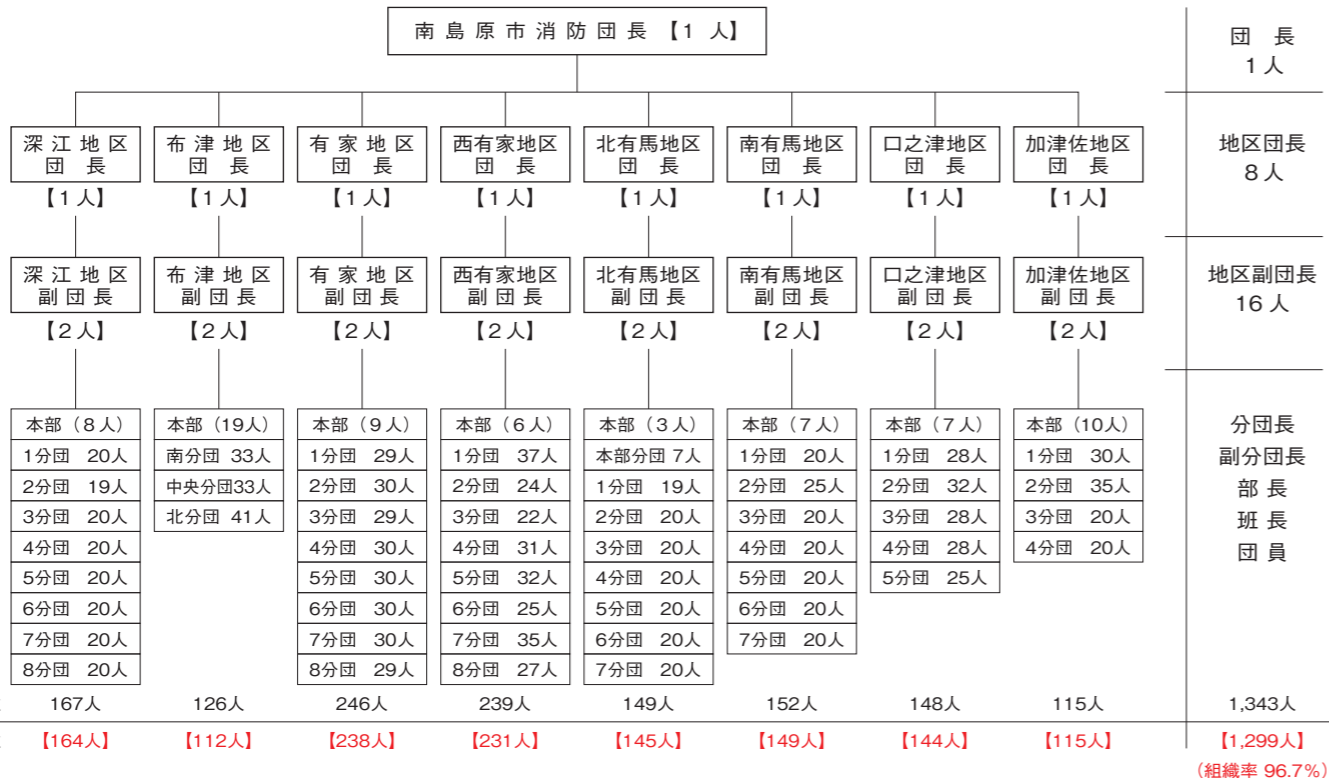 南島原市消防団長【1 人】
団 長
1 人
深江地区
団 長
【1 人】
布津地区
団 長
【1 人】
有家地区
団 長
【1 人】
西有家地区
団 長
【1 人】
北有馬地区
団 長
【1 人】
南有馬地区
団 長
【1 人】
口之津地区
団 長
【1 人】
加津佐地区
団 長
【1 人】
地区団長
8 人
深江地区
副団長
【2 人】
布津地区
副団長
【2 人】
有家地区
副団長
【2 人】
西有家地区
副団長
【2 人】
北有馬地区
副団長
【2 人】
南有馬地区
副団長
【2 人】
口之津地区
副団長
【2 人】
加津佐地区
副団長
【2 人】
地区副団長
16 人
本部(8人)
1分団 20人
2分団 19人
3分団 20人
4分団 20人
5分団 20人
6分団 20人
7分団 20人
8分団 20人
本部(19人)
南分団 33人
中央分団33人
北分団 41人
本部(9人)
1分団 29人
2分団 30人
3分団 29人
4分団 30人
5分団 30人
6分団 30人
7分団 30人
8分団 29人
本部(6人)
1分団 37人
2分団 24人
3分団 22人
4分団 31人
5分団 32人
6分団 25人
7分団 35人
8分団 27人
本部(3人)
本部分団 7人
1分団 19人
2分団 20人
3分団 20人
4分団 20人
5分団 20人
6分団 20人
7分団 20人
本部(7人)
1分団 20人
2分団 25人
3分団 20人
4分団 20人
5分団 20人
6分団 20人
7分団 20人
本部(7人)
1分団 28人
2分団 32人
3分団 28人
4分団 28人
5分団 25人
本部(10人)
1分団 30人
2分団 35人
3分団 20人
4分団 20人
分団長
副分団長
部 長
班 長
団 員
167人 126人 246人 239人 149人 152人 148人 115人 1,343人
【164人】 【112人】 【238人】 【231人】 【145人】 【149人】 【144人】 【115人】 【1,299人】
(組織率 96.7%)